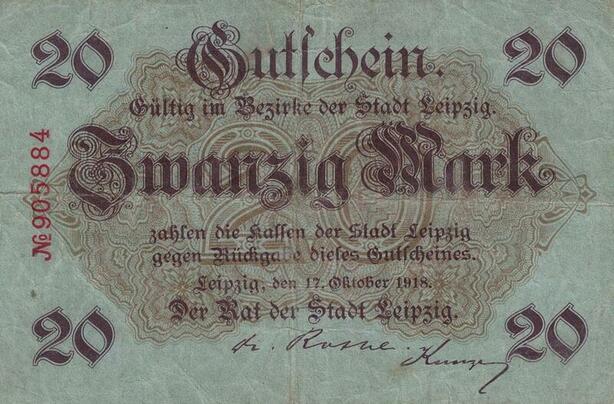 20 Gutschein. 20
Gültig im Bezirke der Stadt Leipzig.
Zwanzig Mark
20
№ 905884
zahlen die Kassen der Stadt Leipzig
gegen Rückgabe dieses Gutscheines.
Leipzig, den 17. Oktober 1918.
Der Rat der Stadt Leipzig.
20 20